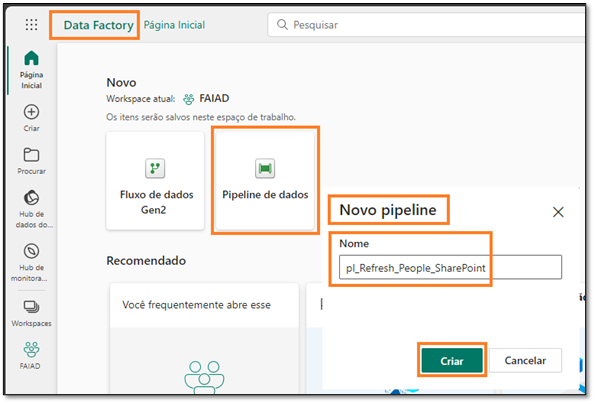 Data Factory
Página Inicial
Pesquisar
Página
Inicial
Criar
Procurar
Hub de
dados do...
Hub de
monitora...
Workspaces
FAIAD
Novo
Workspace atual:
FAIAD
Os itens serão salvos neste espaço de trabalho.
Fluxo de dados
Gen2
Pipeline de dados
Recomendado
Você frequentemente abre esse
Novo pipeline
Nome
pl_Refresh_People_SharePoint
Criar
Cancelar